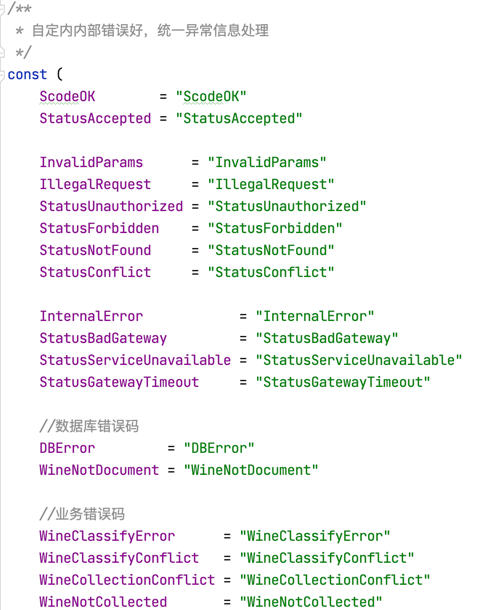 /**
 * 自定内内部错误好，统一异常信息处理
 */
const (
    ScodeOK        = "ScodeOK"
    StatusAccepted = "StatusAccepted"

    InvalidParams      = "InvalidParams"
    IllegalRequest     = "IllegalRequest"
    StatusUnauthorized = "StatusUnauthorized"
    StatusForbidden    = "StatusForbidden"
    StatusNotFound     = "StatusNotFound"
    StatusConflict     = "StatusConflict"

    InternalError            = "InternalError"
    StatusBadGateway         = "StatusBadGateway"
    StatusServiceUnavailable = "StatusServiceUnavailable"
    StatusGatewayTimeout     = "StatusGatewayTimeout"

    //数据库错误码
    DBError         = "DBError"
    WineNotDocument = "WineNotDocument"

    //业务错误码
    WineClassifyError      = "WineClassifyError"
    WineClassifyConflict   = "WineClassifyConflict"
    WineCollectionConflict = "WineCollectionConflict"
    WineNotCollected       = "WineNotCollected"